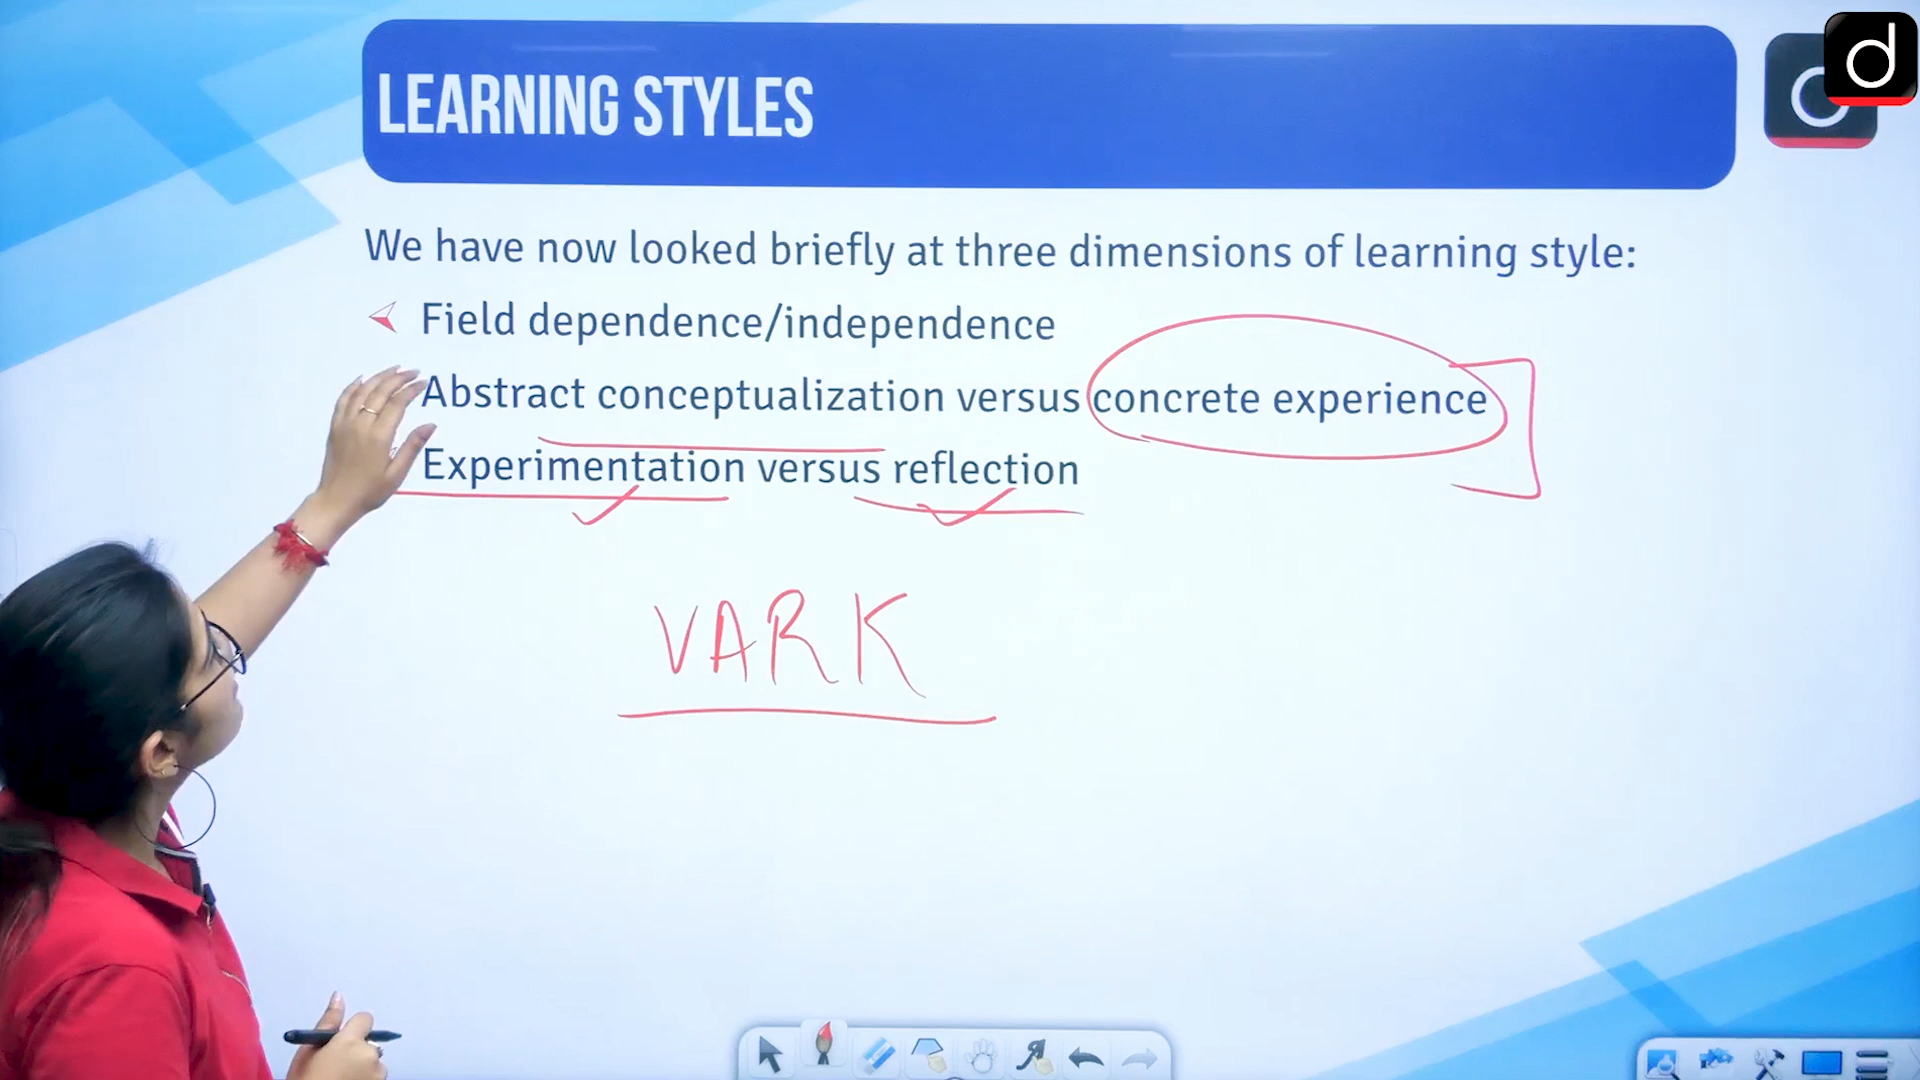 LEARNING STYLES
We have now looked briefly at three dimensions of learning style:
Field dependence/independence
Abstract conceptualization versus concrete experience
Experimentation versus reflection
VARK
d